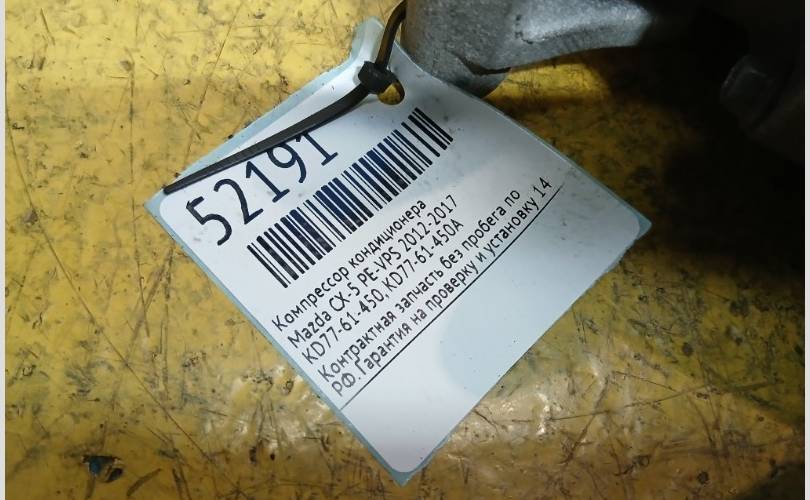 52191
Компрессор кондиционера
Mazda CX-5 PE-VPS 2012-2017
KD77-61-450, KD77-61-450A
Контрактная запчасть без пробега по
РФ. Гарантия на проверку и установку 14